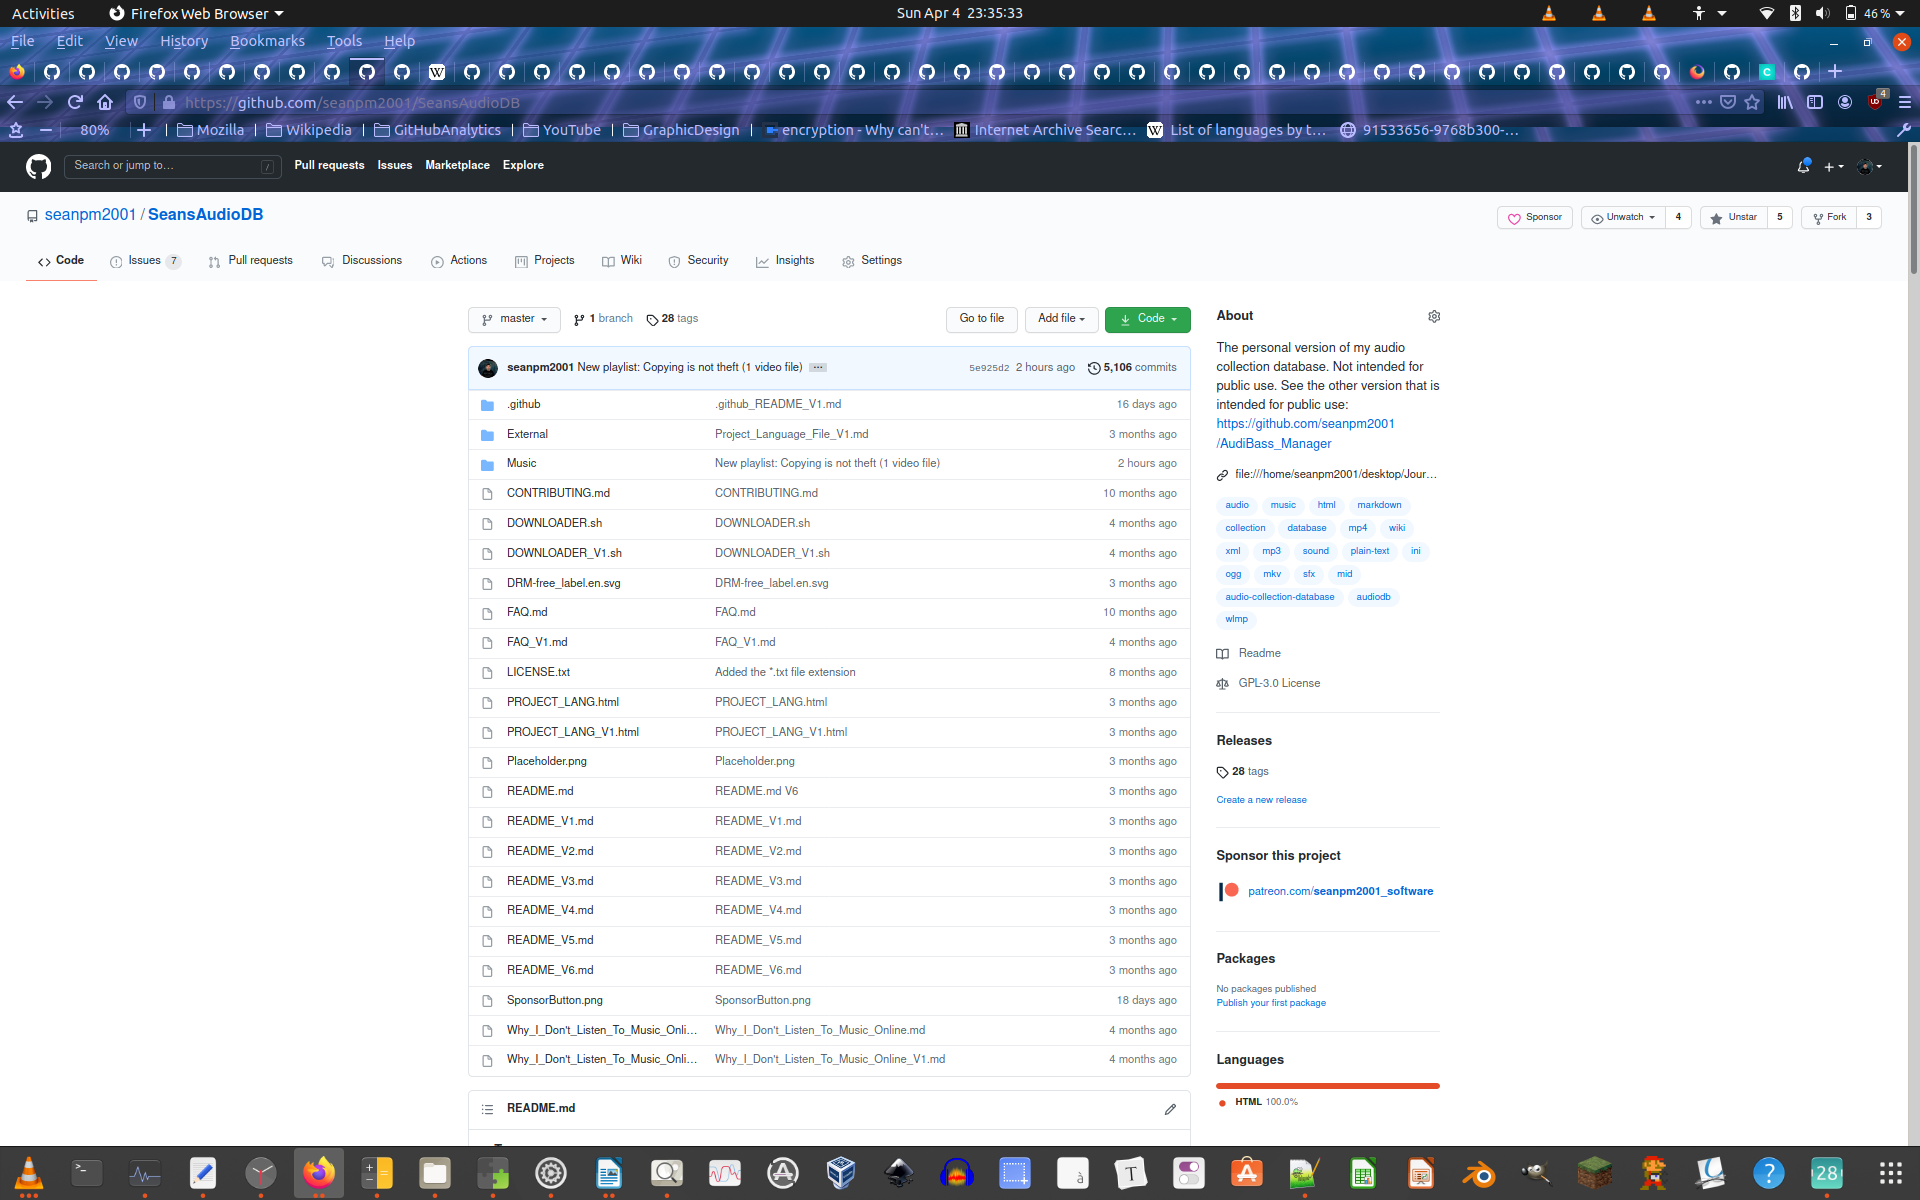 Activities
Firefox Web Browser
Sun Apr 4 23:35:33
46 %
File Edit View History Bookmarks Tools Help
https://github.com/seanpm2001/SeansAudioDB
4
80%
Mozilla
Wikipedia
GitHubAnalytics
YouTube
GraphicDesign
encryption - Why can't…
Internet Archive Searc…
List of languages by t…
91533656-9768b300-…
Search or jump to…
/
Pull requests Issues Marketplace Explore
seanpm2001 / SeansAudioDB
Sponsor
Unwatch 4
Unstar 5
Fork 3
Code
Issues 7
Pull requests
Discussions
Actions
Projects
Wiki
Security
Insights
Settings
master
1 branch
28 tags
Go to file
Add file
Code
seanpm2001 New playlist: Copying is not theft (1 video file) ···
5e925d2 2 hours ago
5,106 commits
.github .github_README_V1.md 16 days ago
External Project_Language_File_V1.md 3 months ago
Music New playlist: Copying is not theft (1 video file) 2 hours ago
CONTRIBUTING.md CONTRIBUTING.md 10 months ago
DOWNLOADER.sh DOWNLOADER.sh 4 months ago
DOWNLOADER_V1.sh DOWNLOADER_V1.sh 4 months ago
DRM-free_label.en.svg DRM-free_label.en.svg 3 months ago
FAQ.md FAQ.md 10 months ago
FAQ_V1.md FAQ_V1.md 4 months ago
LICENSE.txt Added the *.txt file extension 8 months ago
PROJECT_LANG.html PROJECT_LANG.html 3 months ago
PROJECT_LANG_V1.html PROJECT_LANG_V1.html 3 months ago
Placeholder.png Placeholder.png 3 months ago
README.md README.md V6 3 months ago
README_V1.md README_V1.md 3 months ago
README_V2.md README_V2.md 3 months ago
README_V3.md README_V3.md 3 months ago
README_V4.md README_V4.md 3 months ago
README_V5.md README_V5.md 3 months ago
README_V6.md README_V6.md 3 months ago
SponsorButton.png SponsorButton.png 18 days ago
Why_I_Don't_Listen_To_Music_Onli… Why_I_Don't_Listen_To_Music_Online.md 4 months ago
Why_I_Don't_Listen_To_Music_Onli… Why_I_Don't_Listen_To_Music_Online_V1.md 4 months ago
README.md
About
The personal version of my audio
collection database. Not intended for
public use. See the other version that is
intended for public use:
https://github.com/seanpm2001
/AudiBass_Manager
file:///home/seanpm2001/desktop/Jour…
audio music html markdown
collection database mp4 wiki
xml mp3 sound plain-text ini
ogg mkv sfx mid
audio-collection-database audiodb
wlmp
Readme
GPL-3.0 License
Releases
28 tags
Create a new release
Sponsor this project
patreon.com/seanpm2001_software
Packages
No packages published
Publish your first package
Languages
HTML 100.0%
28